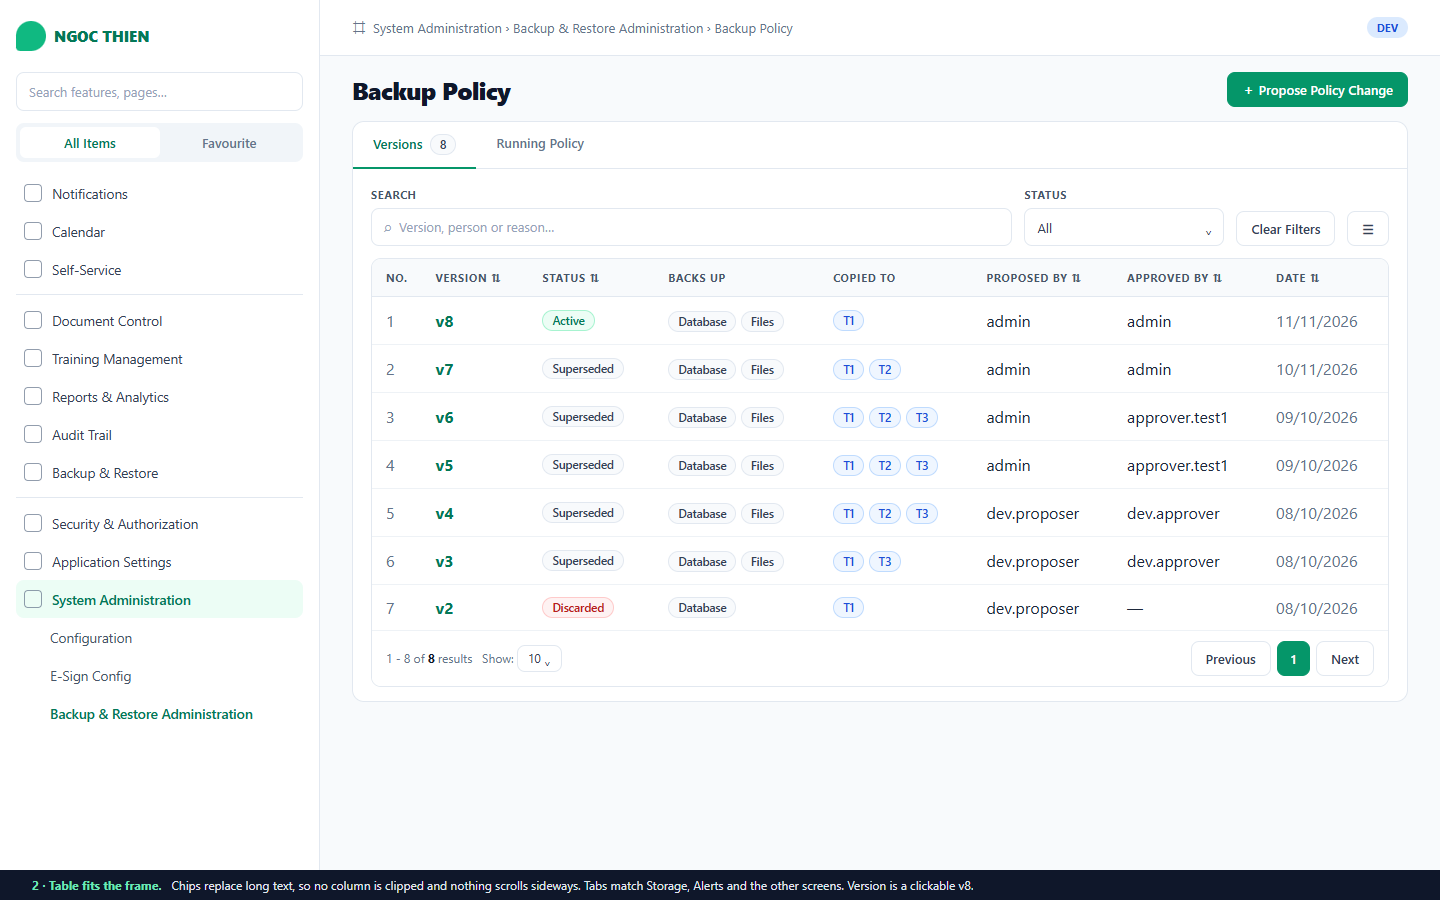 NGOC THIEN
Search features, pages...
All Items
Favourite
Notifications
Calendar
Self-Service
Document Control
Training Management
Reports & Analytics
Audit Trail
Backup & Restore
Security & Authorization
Application Settings
System Administration
Configuration
E-Sign Config
Backup & Restore Administration
System Administration › Backup & Restore Administration › Backup Policy
DEV
Backup Policy
+ Propose Policy Change
Versions 8
Running Policy
SEARCH
STATUS
Version, person or reason...
All
Clear Filters
NO. VERSION STATUS BACKS UP COPIED TO PROPOSED BY APPROVED BY DATE
1 v8 Active Database Files T1 admin admin 11/11/2026
2 v7 Superseded Database Files T1 T2 admin admin 10/11/2026
3 v6 Superseded Database Files T1 T2 T3 admin approver.test1 09/10/2026
4 v5 Superseded Database Files T1 T2 T3 admin approver.test1 09/10/2026
5 v4 Superseded Database Files T1 T2 T3 dev.proposer dev.approver 08/10/2026
6 v3 Superseded Database Files T1 T3 dev.proposer dev.approver 08/10/2026
7 v2 Discarded Database T1 dev.proposer — 08/10/2026
1 - 8 of 8 results Show: 10
Previous 1 Next
2 · Table fits the frame. Chips replace long text, so no column is clipped and nothing scrolls sideways. Tabs match Storage, Alerts and the other screens. Version is a clickable v8.